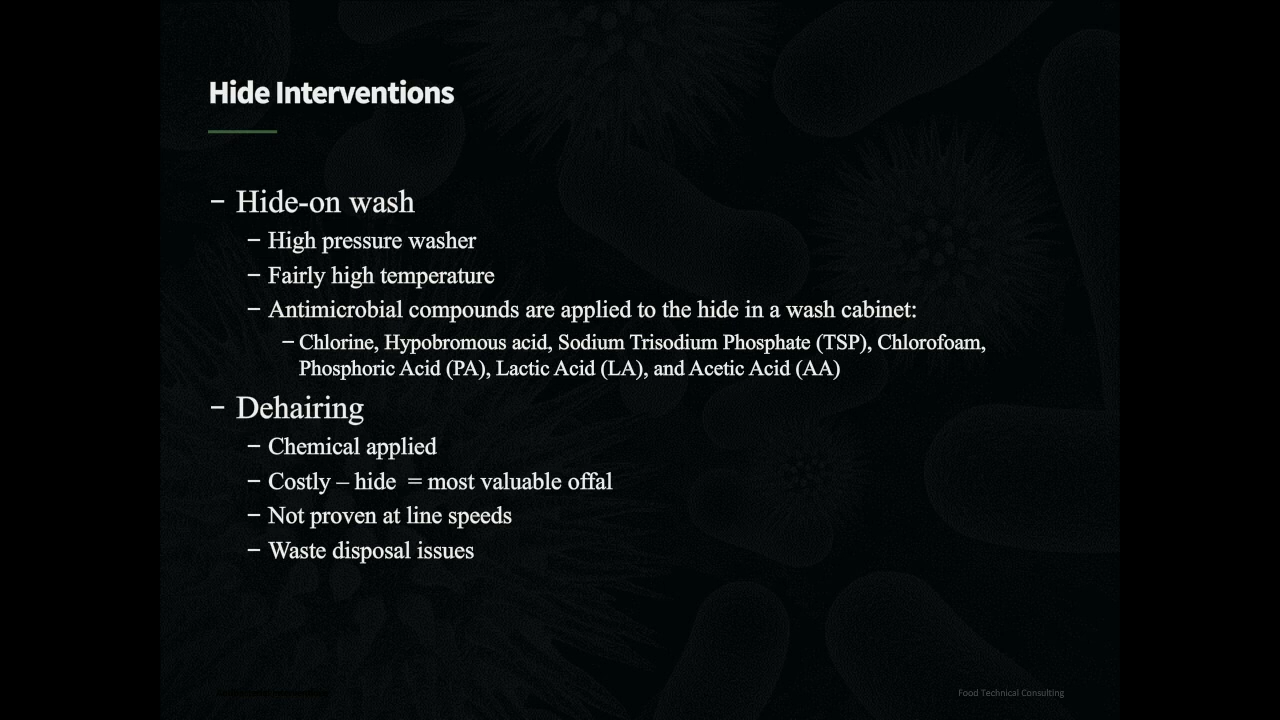 Hide Interventions
– Hide-on wash
– High pressure washer
– Fairly high temperature
– Antimicrobial compounds are applied to the hide in a wash cabinet:
– Chlorine, Hypobromous acid, Sodium Trisodium Phosphate (TSP), Chlorofoam,
Phosphoric Acid (PA), Lactic Acid (LA), and Acetic Acid (AA)
– Dehairing
– Chemical applied
– Costly – hide = most valuable offal
– Not proven at line speeds
– Waste disposal issues
Food Technical Consulting